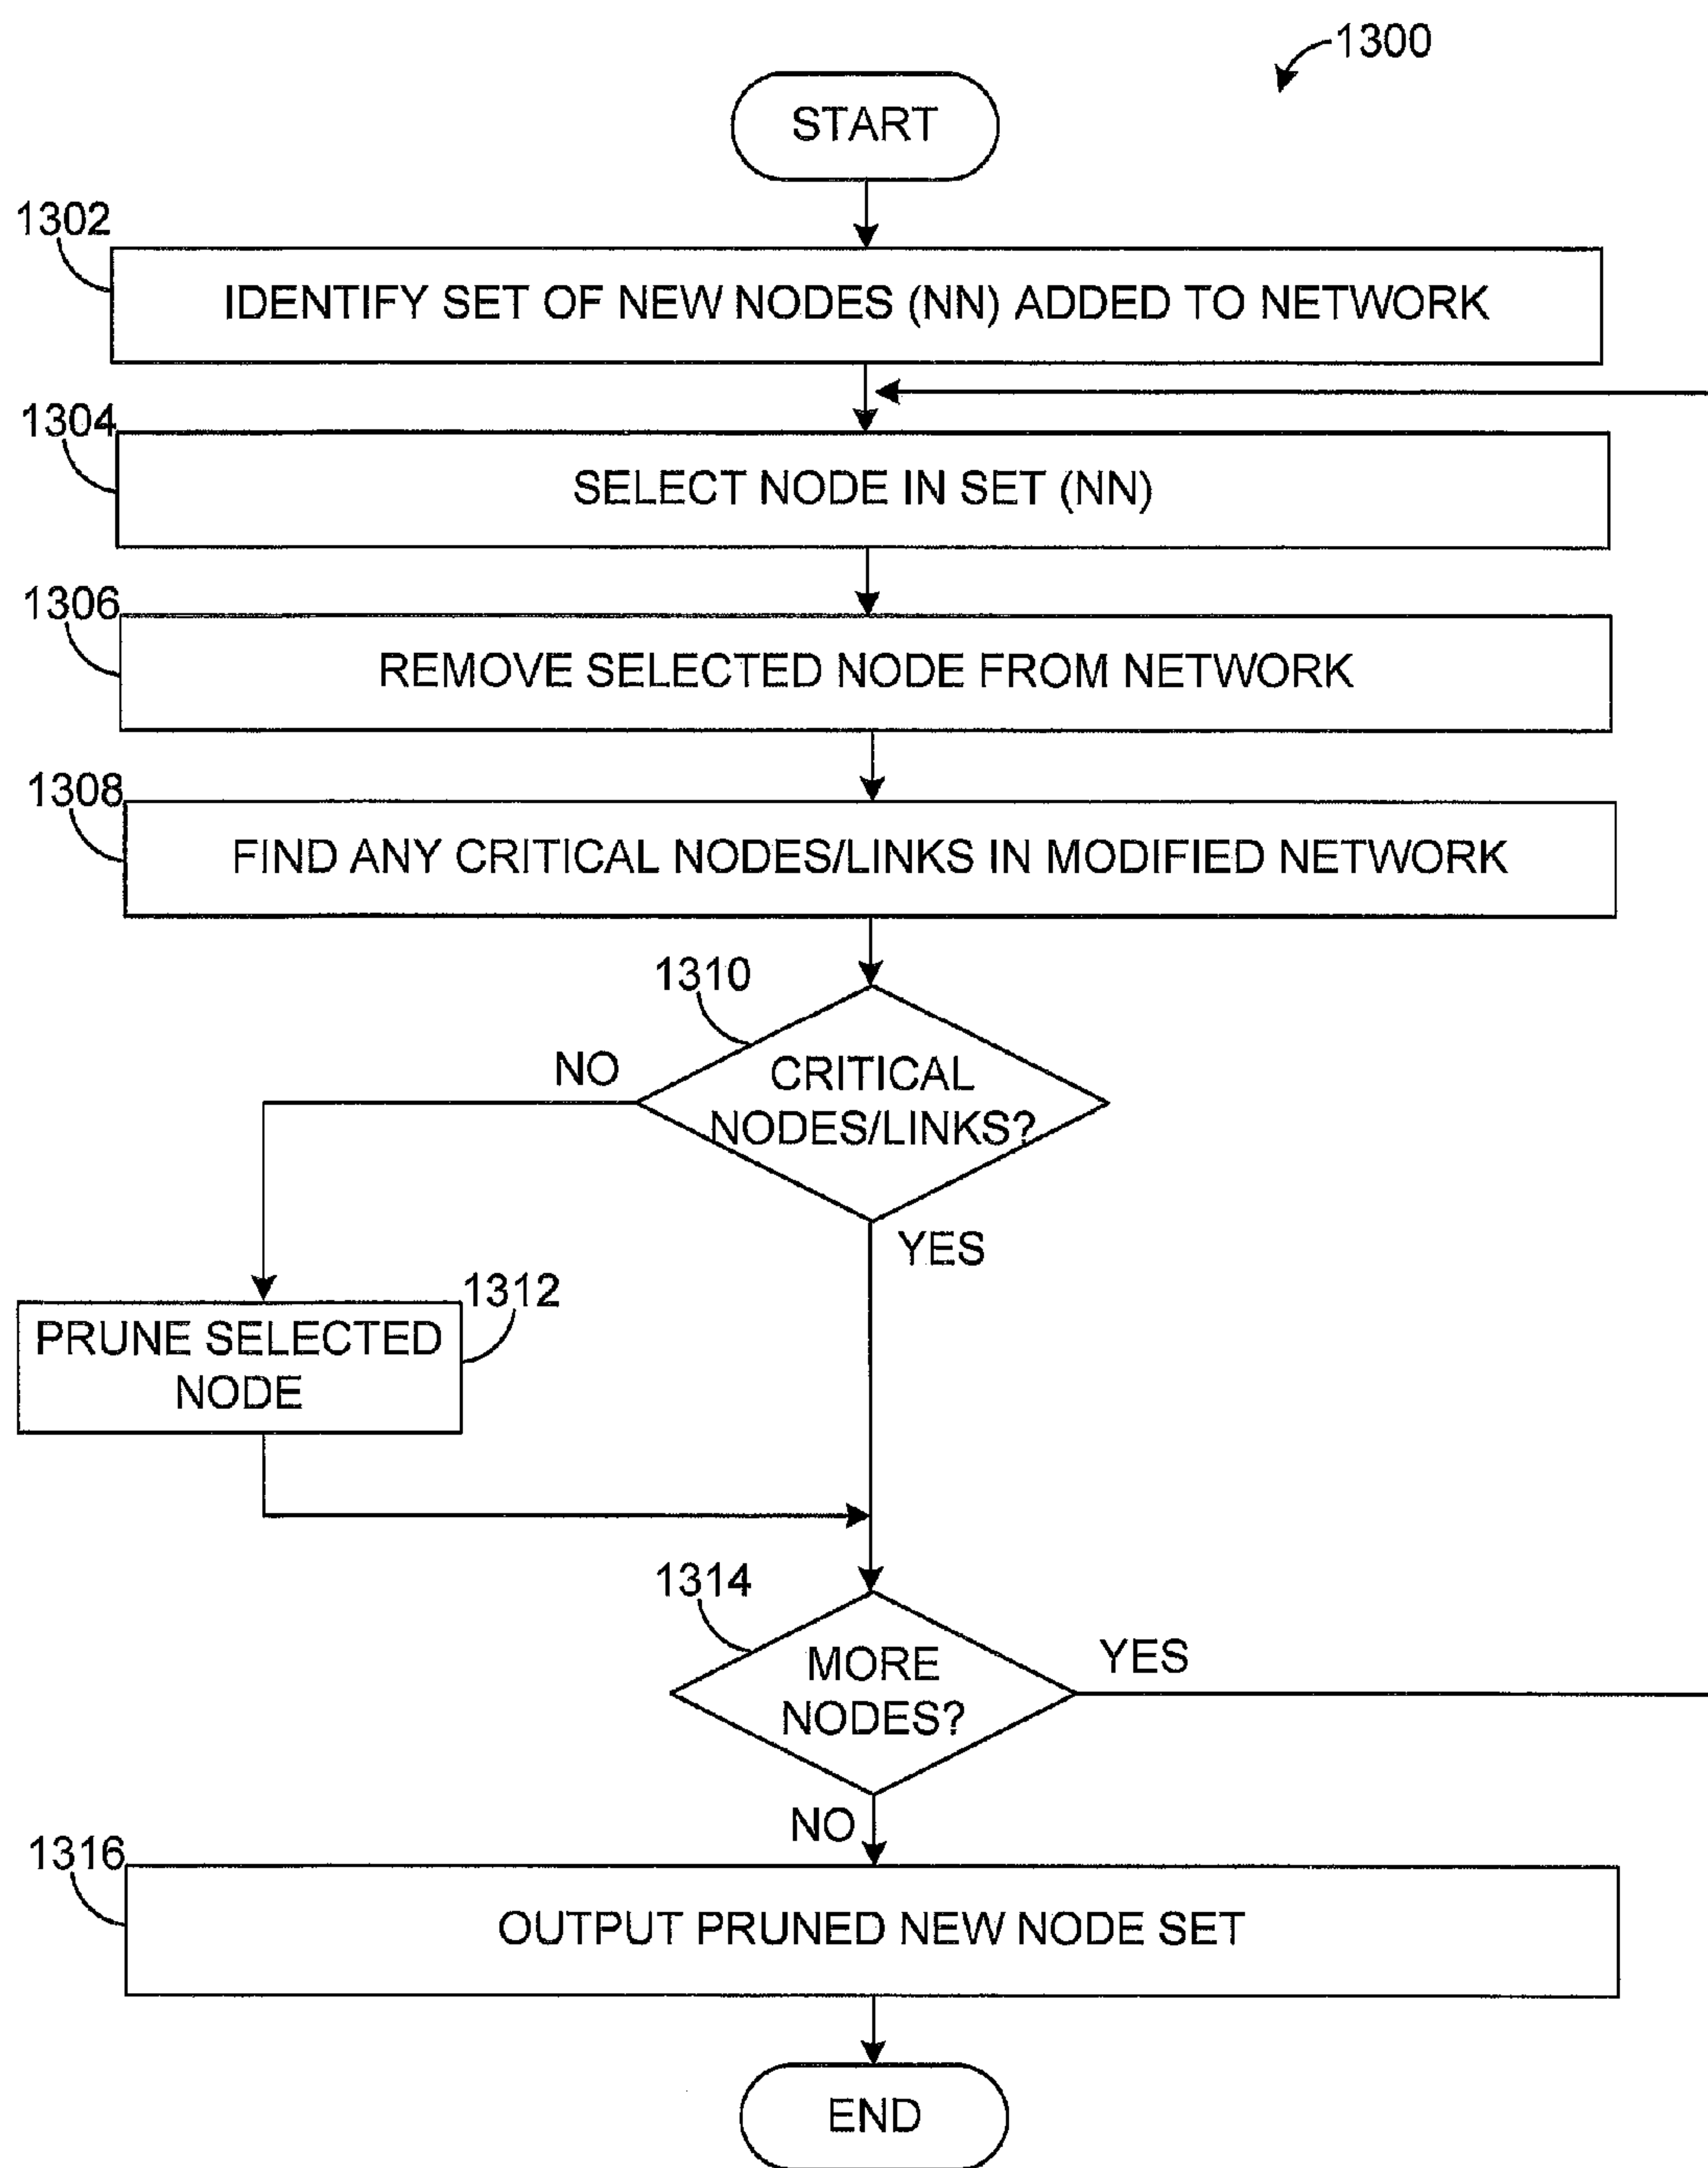 1300
START
1302
IDENTIFY SET OF NEW NODES (NN) ADDED TO NETWORK
1304
SELECT NODE IN SET (NN)
1306
REMOVE SELECTED NODE FROM NETWORK
1308
FIND ANY CRITICAL NODES/LINKS IN MODIFIED NETWORK
1310
NO
CRITICAL
NODES/LINKS?
YES
1312
PRUNE SELECTED
NODE
1314
MORE
NODES?
YES
NO
1316
OUTPUT PRUNED NEW NODE SET
END